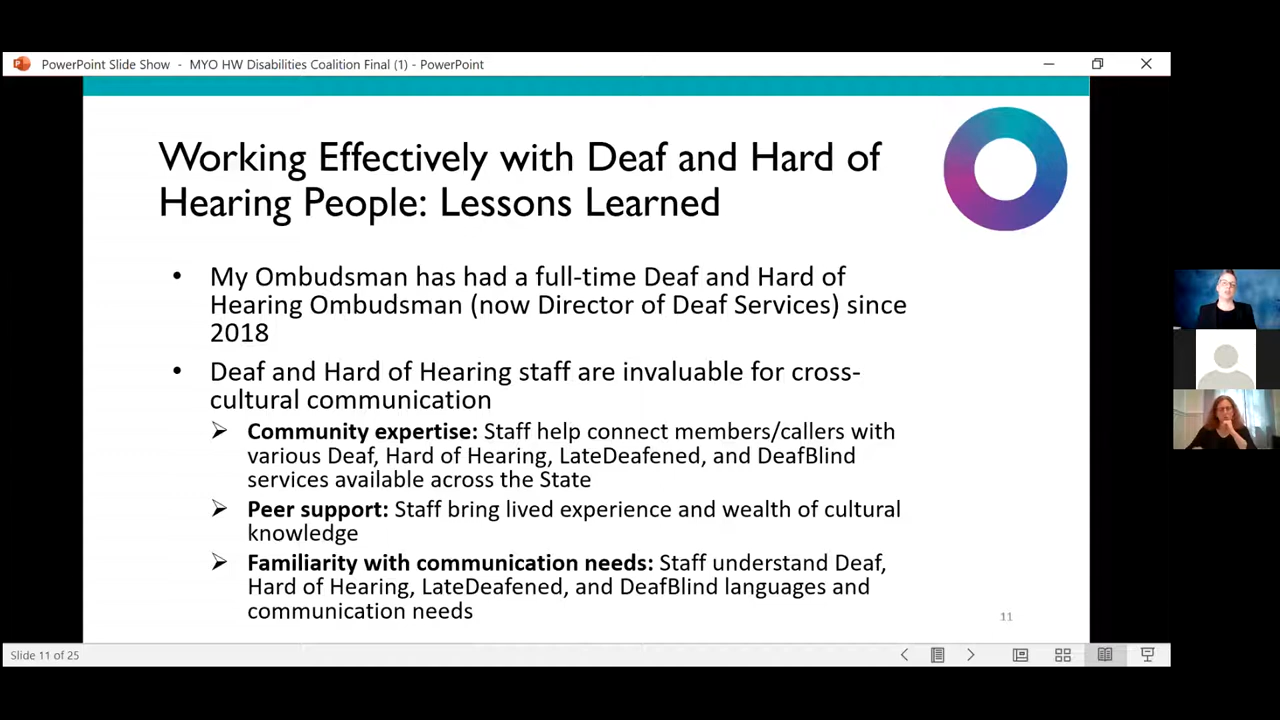 PowerPoint Slide Show - MYO HW Disabilities Coalition Final (1) - PowerPoint
Working Effectively with Deaf and Hard of
Hearing People: Lessons Learned
• My Ombudsman has had a full-time Deaf and Hard of
Hearing Ombudsman (now Director of Deaf Services) since
2018
• Deaf and Hard of Hearing staff are invaluable for cross-
cultural communication
➢ Community expertise: Staff help connect members/callers with
various Deaf, Hard of Hearing, LateDeafened, and DeafBlind
services available across the State
➢ Peer support: Staff bring lived experience and wealth of cultural
knowledge
➢ Familiarity with communication needs: Staff understand Deaf,
Hard of Hearing, LateDeafened, and DeafBlind languages and
communication needs
11
Slide 11 of 25